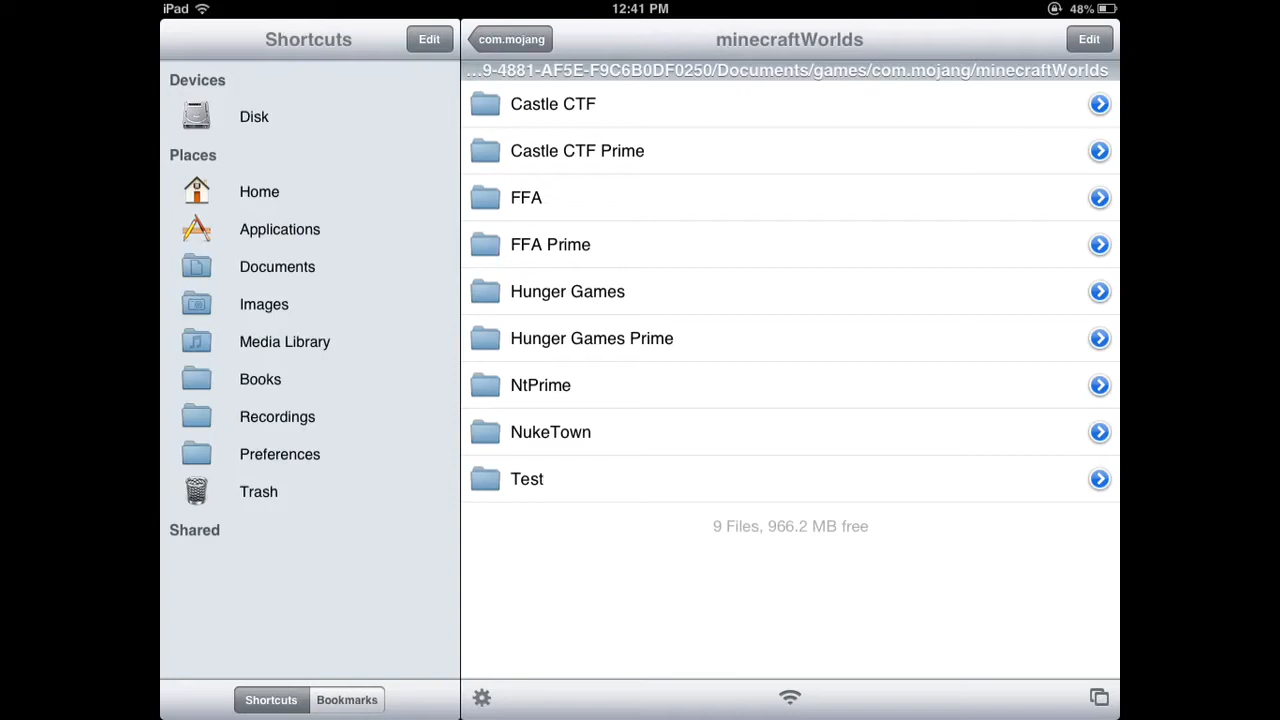 iPad
12:41 PM
48%
Shortcuts
Edit
Devices
Disk
Places
Home
Applications
Documents
Images
Media Library
Books
Recordings
Preferences
Trash
Shared
Shortcuts
Bookmarks
com.mojang
minecraftWorlds
Edit
...9-4881-AF5E-F9C6B0DF0250/Documents/games/com.mojang/minecraftWorlds
Castle CTF
Castle CTF Prime
FFA
FFA Prime
Hunger Games
Hunger Games Prime
NtPrime
NukeTown
Test
9 Files, 966.2 MB free